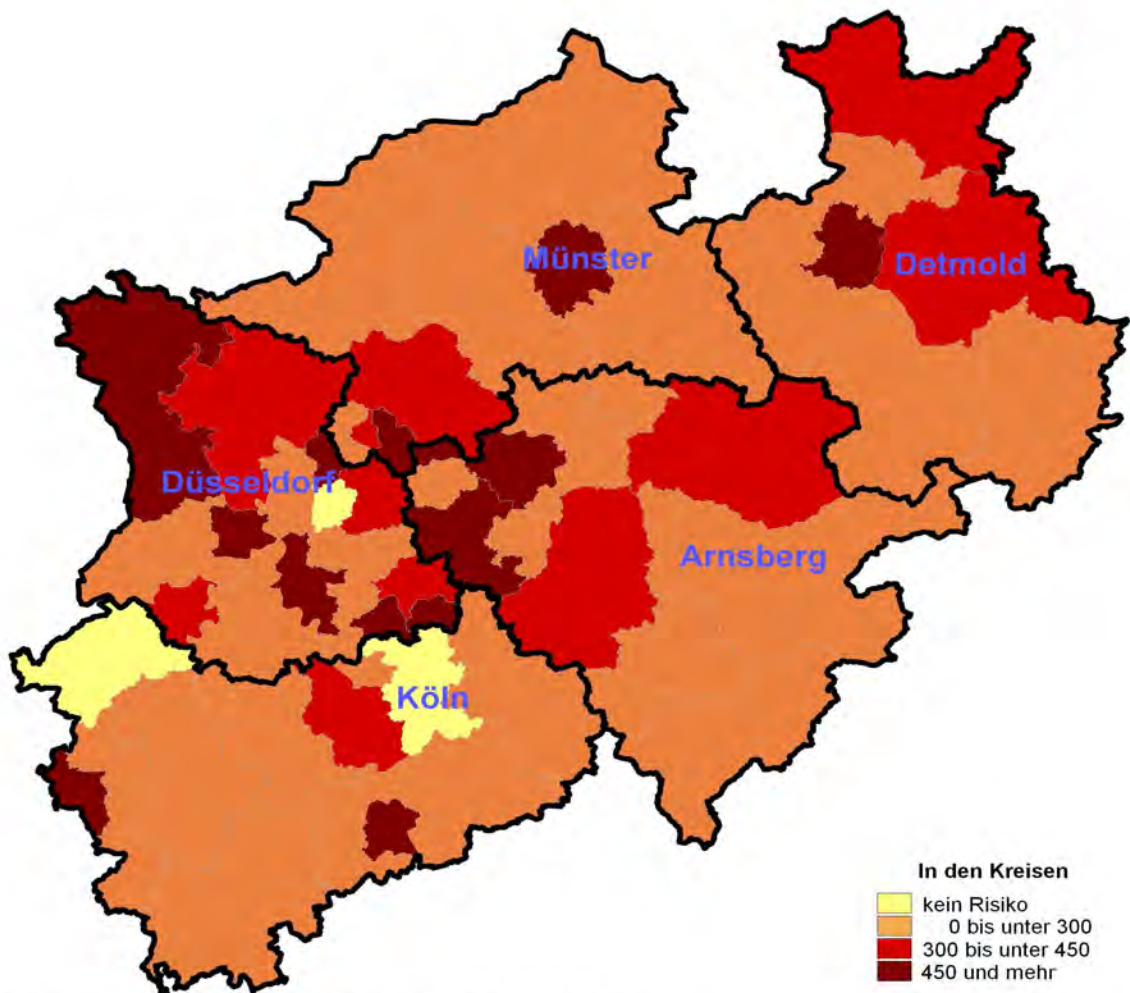 Münster
Detmold
Düsseldorf
Arnsberg
Köln
In den Kreisen
kein Risiko
0 bis unter 300
300 bis unter 450
450 und mehr